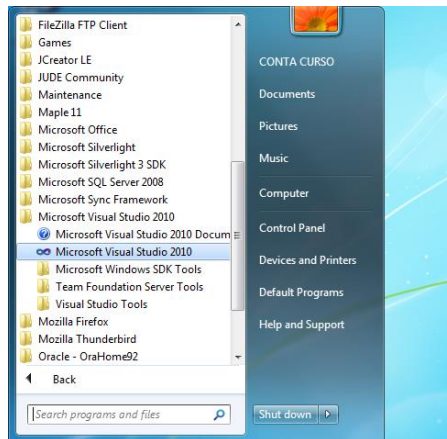 FileZilla FTP Client
Games
JCreator LE
JUDE Community
Maintenance
Maple 11
Microsoft Office
Microsoft Silverlight
Microsoft Silverlight 3 SDK
Microsoft SQL Server 2008
Microsoft Sync Framework
Microsoft Visual Studio 2010
Microsoft Visual Studio 2010 Docum
Microsoft Visual Studio 2010
Microsoft Windows SDK Tools
Team Foundation Server Tools
Visual Studio Tools
Mozilla Firefox
Mozilla Thunderbird
Oracle - OraHome92
Back
Search programs and files
CONTA CURSO
Documents
Pictures
Music
Computer
Control Panel
Devices and Printers
Default Programs
Help and Support
Shut down